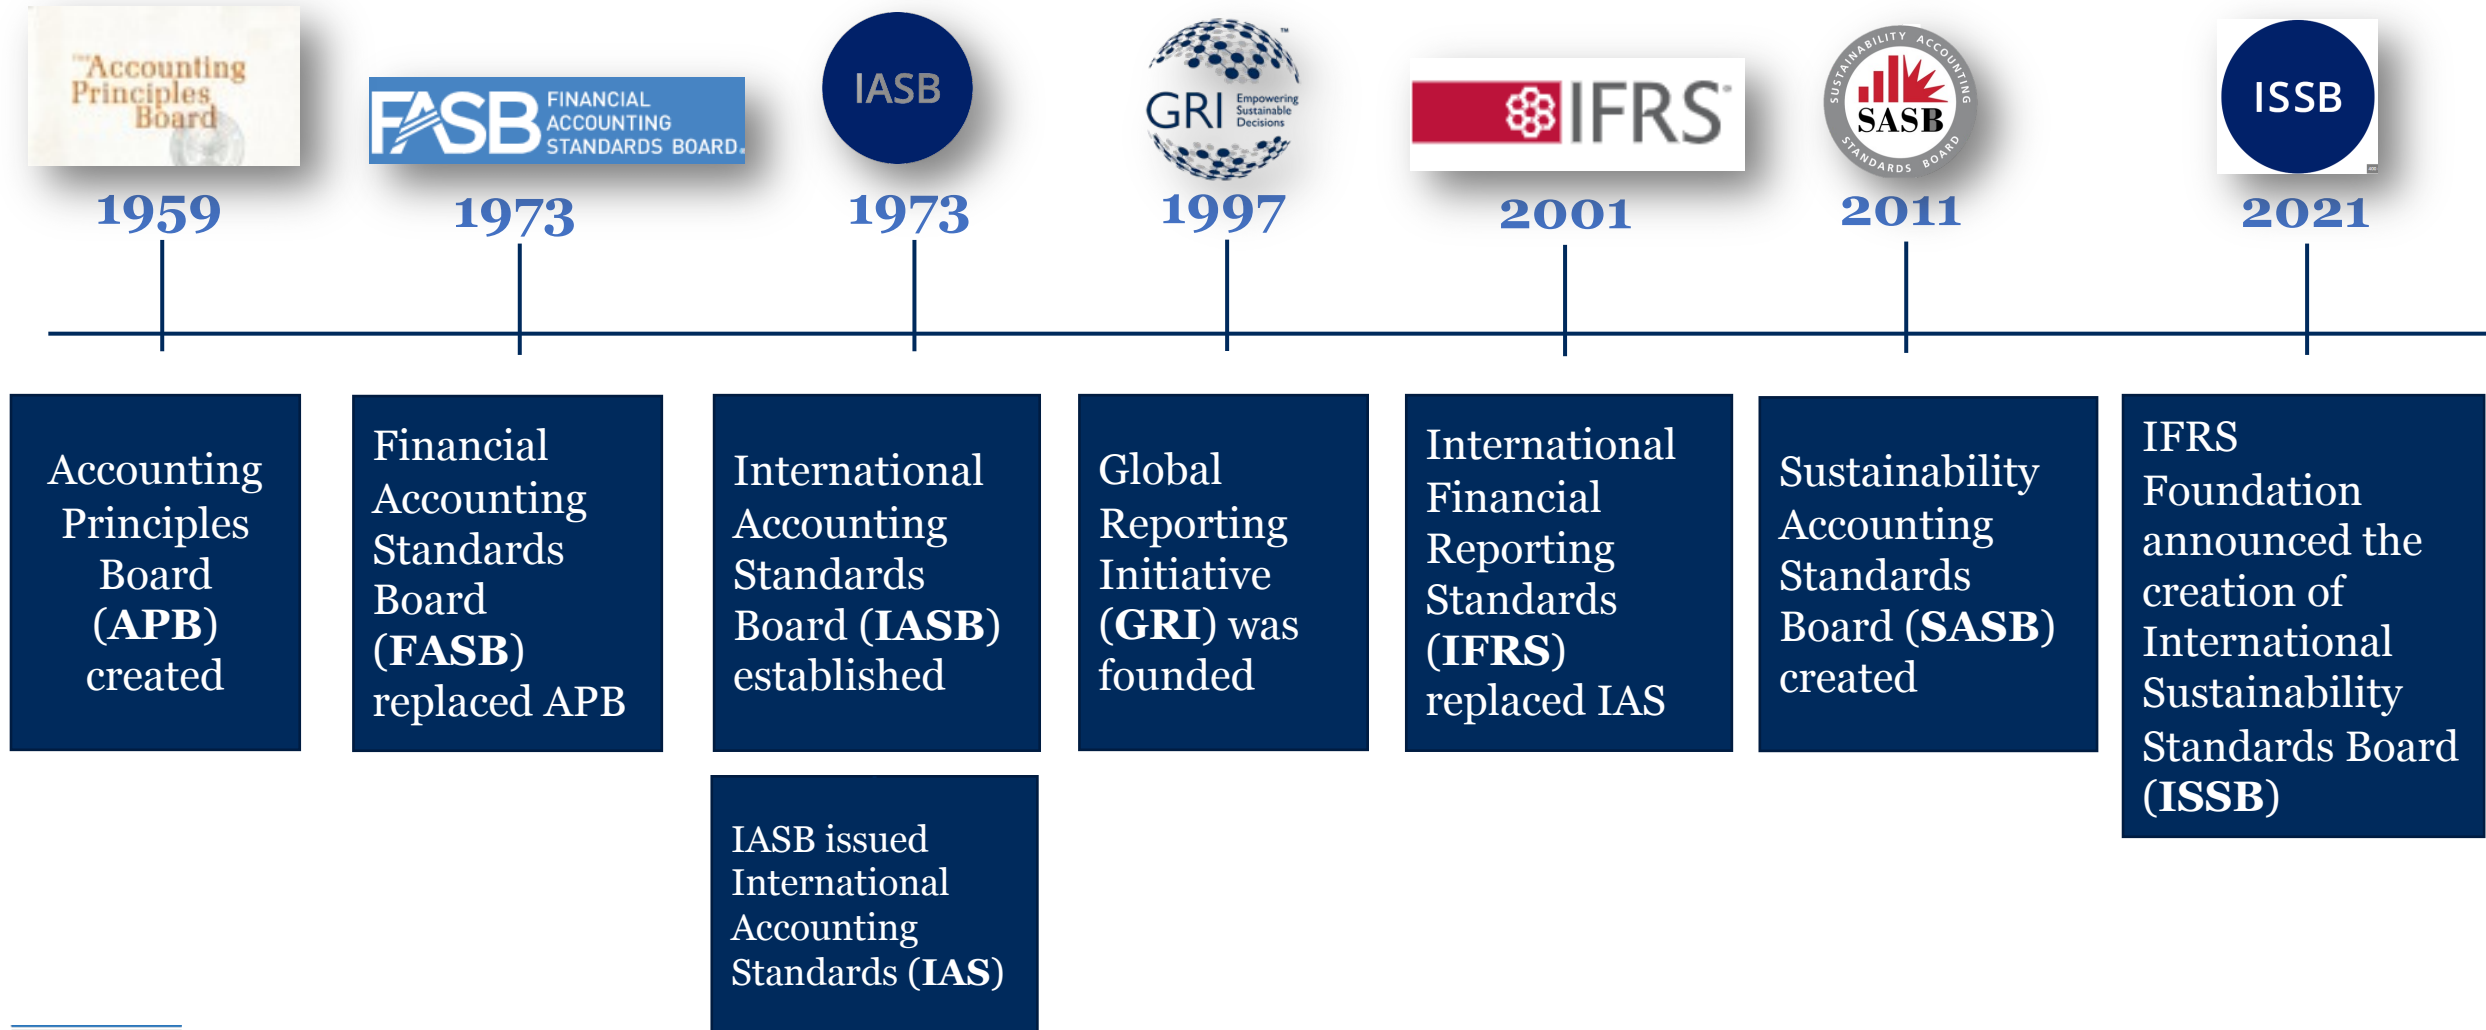 THE Accounting
Principles
Board
FASB FINANCIAL
ACCOUNTING
STANDARDS BOARD.
IASB
™
GRI Empowering
Sustainable
Decisions
IFRS
SUSTAINABILITY ACCOUNTING
SASB
STANDARDS BOARD
ISSB
1959
1973
1973
1997
2001
2011
2021
Accounting
Principles
Board
(APB)
created
Financial
Accounting
Standards
Board
(FASB)
replaced APB
International
Accounting
Standards
Board (IASB)
established
IASB issued
International
Accounting
Standards (IAS)
Global
Reporting
Initiative
(GRI) was
founded
International
Financial
Reporting
Standards
(IFRS)
replaced IAS
Sustainability
Accounting
Standards
Board (SASB)
created
IFRS
Foundation
announced the
creation of
International
Sustainability
Standards Board
(ISSB)